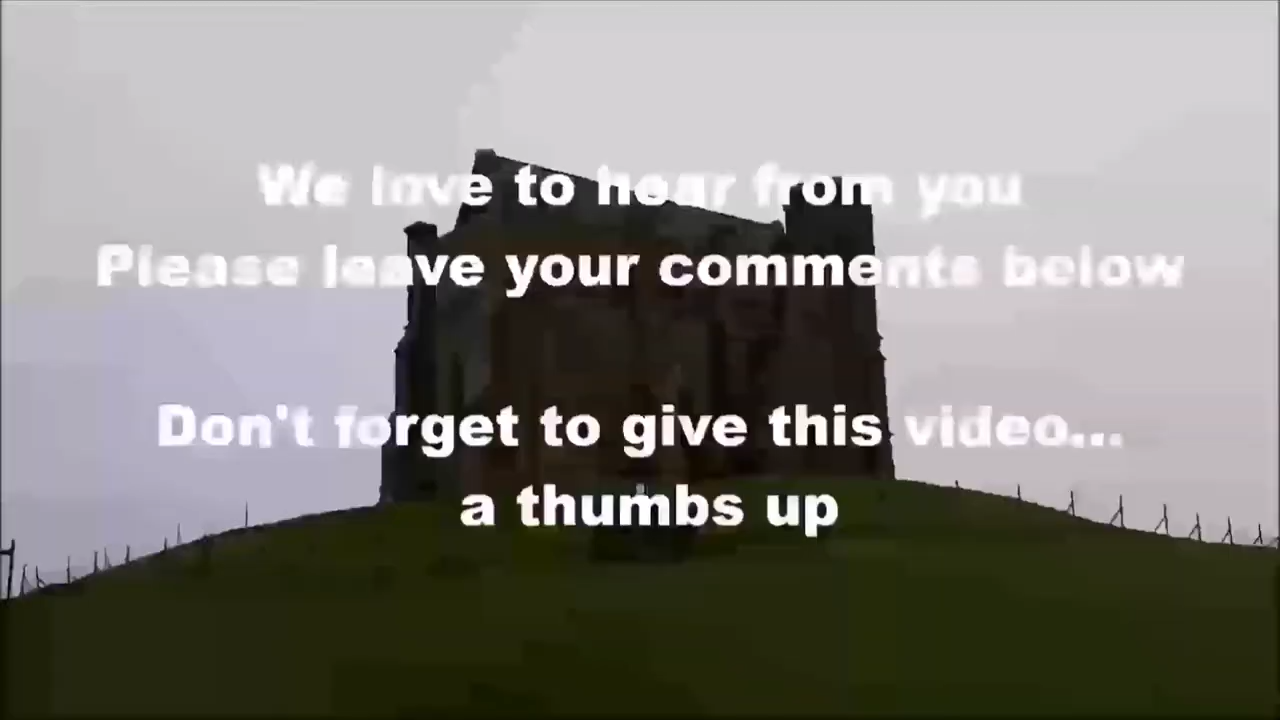 We love to hear from you
Please leave your comments below
Don't forget to give this video...
a thumbs up